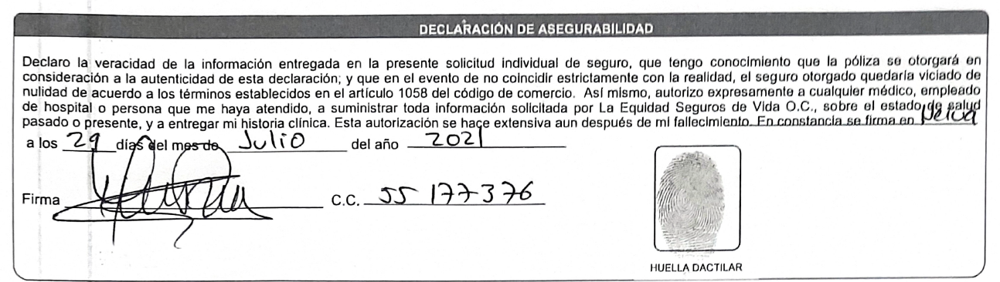 DECLARACIÓN DE ASEGURABILIDAD
Declaro la veracidad de la información entregada en la presente solicitud individual de seguro, que tengo conocimiento que la póliza se otorgará en
consideración a la autenticidad de esta declaración; y que en el evento de no coincidir estrictamente con la realidad, el seguro otorgado quedaría viciado de
nulidad de acuerdo a los términos establecidos en el artículo 1058 del código de comercio. Así mismo, autorizo expresamente a cualquier médico, empleado
de hospital o persona que me haya atendido, a suministrar toda información solicitada por La Equidad Seguros de Vida O.C., sobre el estado de salud
pasado o presente, y a entregar mi historia clínica. Esta autorización se hace extensiva aun después de mi fallecimiento. En constancia se firma en Neiva
a los 29 días del mes de Julio del año 2021
Firma C.C. 55 177376
HUELLA DACTILAR